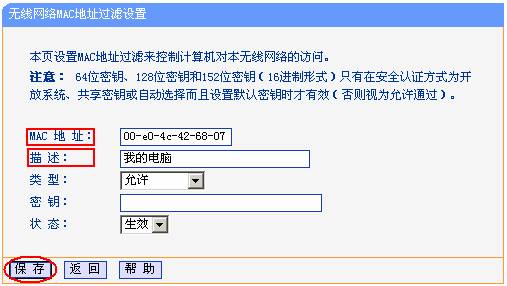 无线网络MAC地址过滤设置
本页设置MAC地址过滤来控制计算机对本无线网络的访问。
注意： 64位密钥、128位密钥和152位密钥（16进制形式）只有在安全认证方式为开
放系统、共享密钥或自动选择而且设置默认密钥时才有效（否则视为允许通过）。
MAC 地 址： 00-e0-4c-42-68-07
描 述： 我的电脑
类 型： 允许
密 钥：
状 态： 生效
保 存 返 回 帮 助